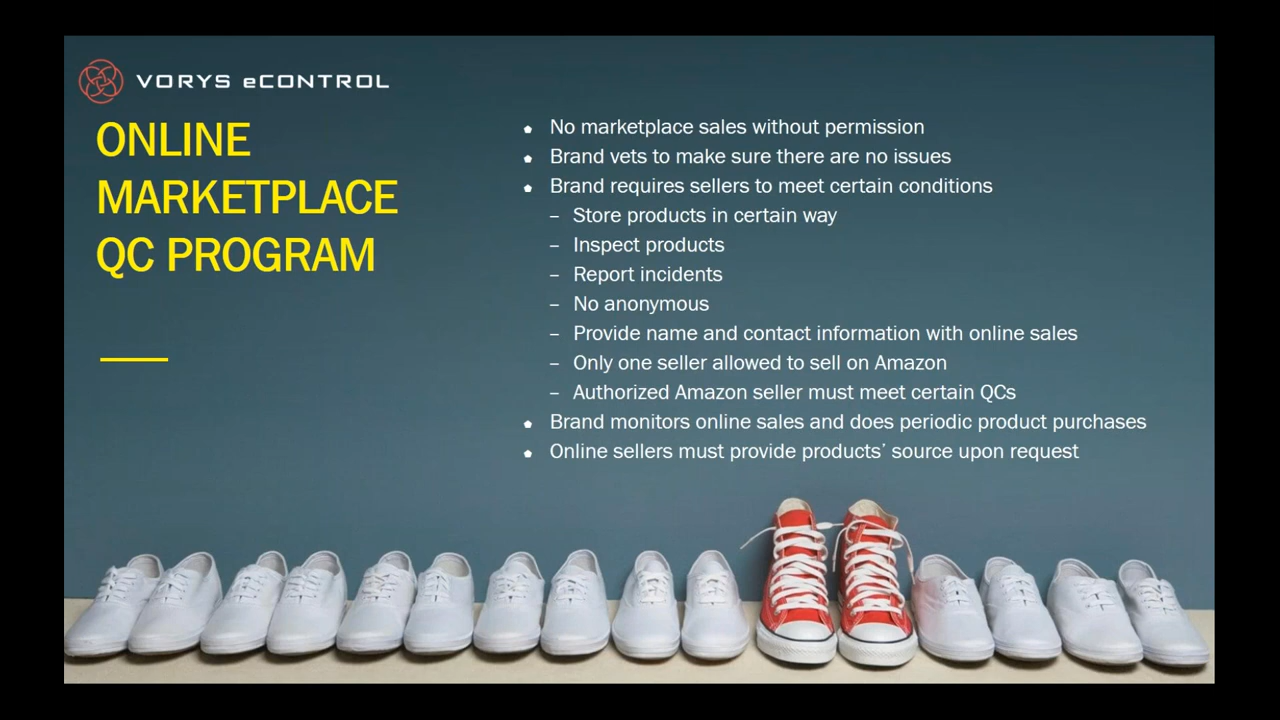 VORYS eCONTROL
ONLINE
MARKETPLACE
QC PROGRAM
No marketplace sales without permission
Brand vets to make sure there are no issues
Brand requires sellers to meet certain conditions
– Store products in certain way
– Inspect products
– Report incidents
– No anonymous
– Provide name and contact information with online sales
– Only one seller allowed to sell on Amazon
– Authorized Amazon seller must meet certain QCs
Brand monitors online sales and does periodic product purchases
Online sellers must provide products’ source upon request